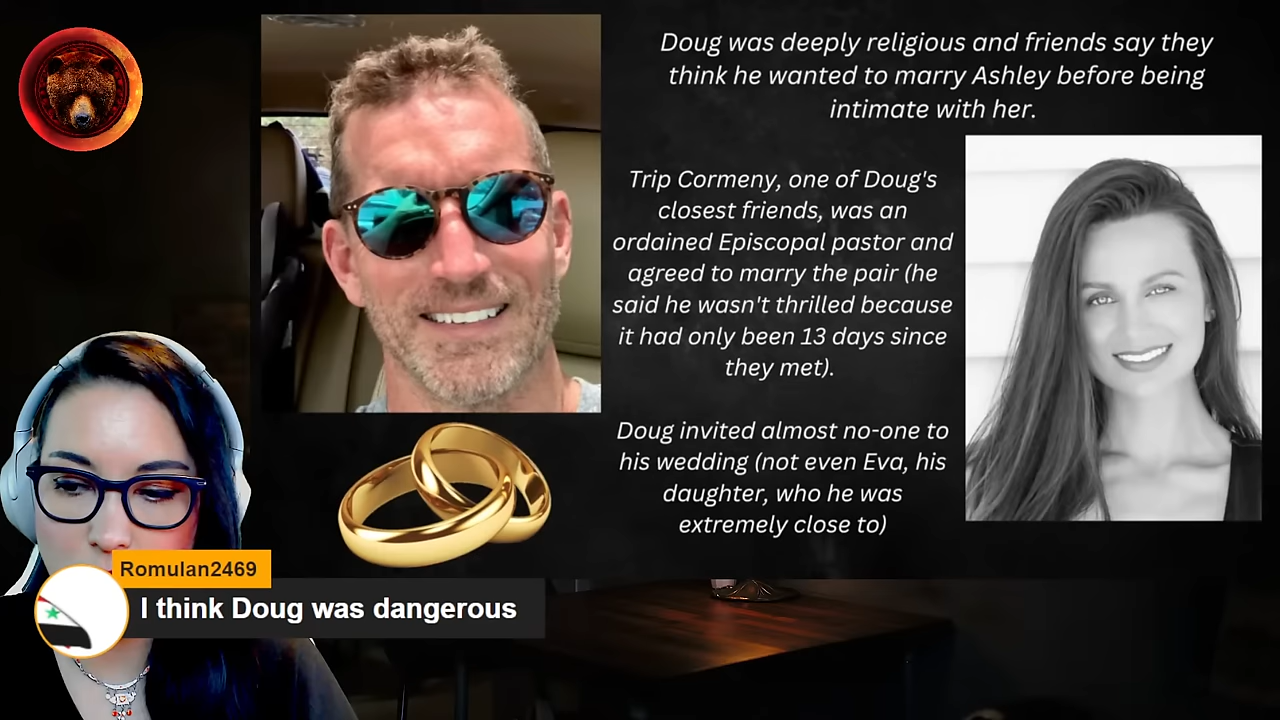 Doug was deeply religious and friends say they
think he wanted to marry Ashley before being
intimate with her.
Trip Cormeny, one of Doug's
closest friends, was an
ordained Episcopal pastor and
agreed to marry the pair (he
said he wasn't thrilled because
it had only been 13 days since
they met).
Doug invited almost no-one to
his wedding (not even Eva, his
daughter, who he was
extremely close to)
Romulan2469
I think Doug was dangerous